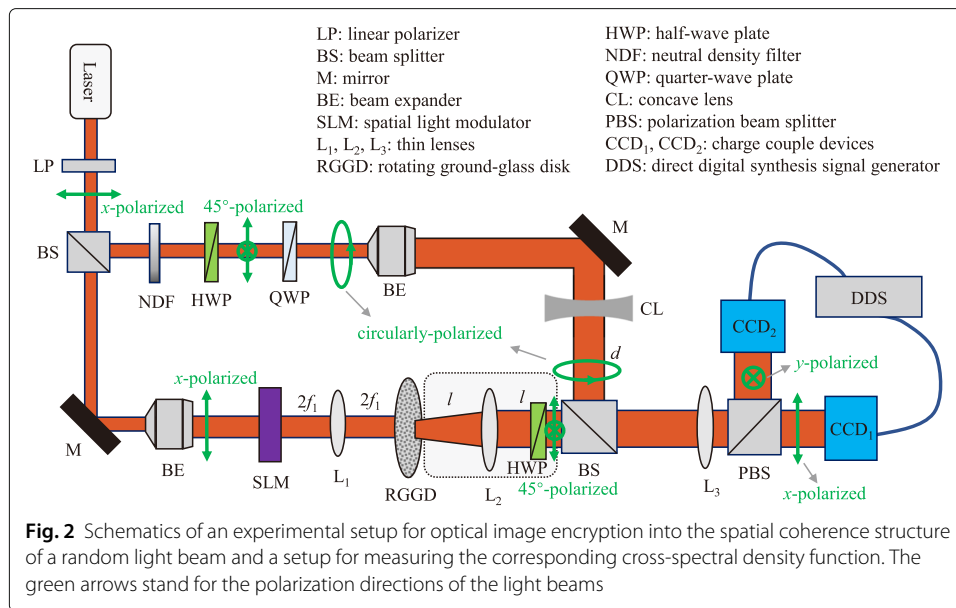 LP: linear polarizer
BS: beam splitter
M: mirror
BE: beam expander
SLM: spatial light modulator
L₁, L₂, L₃: thin lenses
RGGD: rotating ground-glass disk
HWP: half-wave plate
NDF: neutral density filter
QWP: quarter-wave plate
CL: concave lens
PBS: polarization beam splitter
CCD₁, CCD₂: charge couple devices
DDS: direct digital synthesis signal generator
Laser
LP
x-polarized
45°-polarized
BS
NDF
HWP
QWP
BE
M
CL
circularly-polarized
d
DDS
CCD₂
y-polarized
x-polarized
2f₁
2f₁
l
l
M
BE
SLM
L₁
RGGD
L₂
HWP
45°-polarized
BS
L₃
PBS
CCD₁
x-polarized
Fig. 2 Schematics of an experimental setup for optical image encryption into the spatial coherence structure
of a random light beam and a setup for measuring the corresponding cross-spectral density function. The
green arrows stand for the polarization directions of the light beams